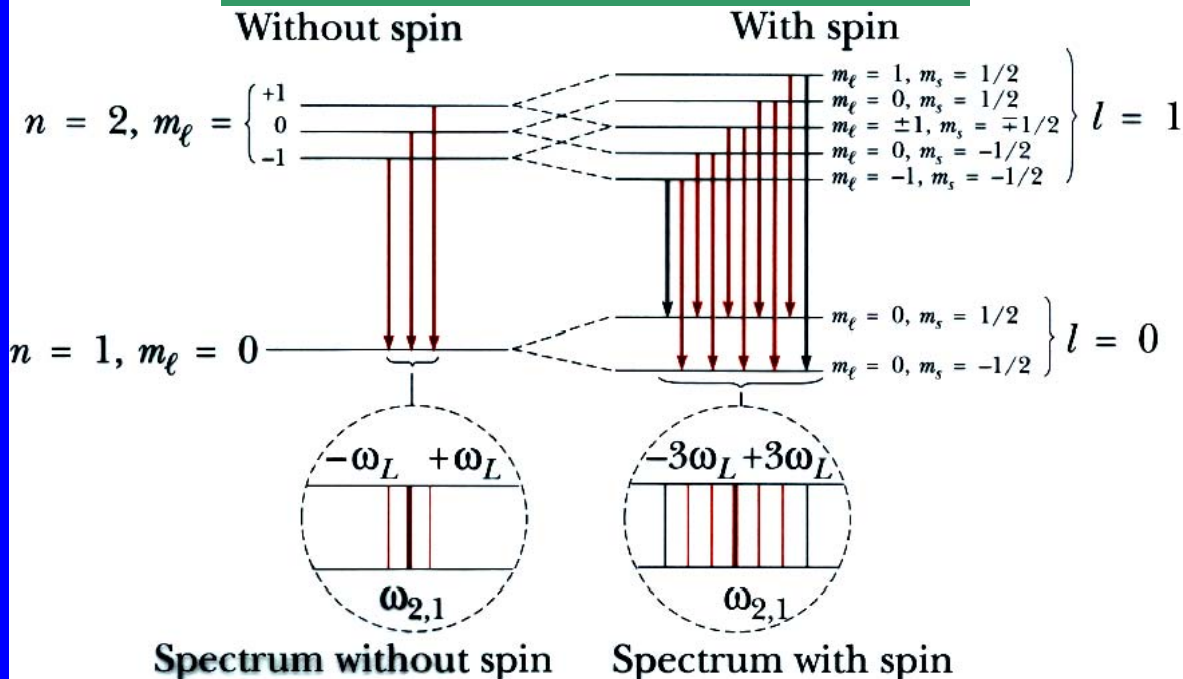 Without spin
With spin
n = 2, mℓ =
+1
0
−1
mℓ = 1, ms = 1/2
mℓ = 0, ms = 1/2
mℓ = ±1, ms = ∓1/2
mℓ = 0, ms = −1/2
mℓ = −1, ms = −1/2
l = 1
n = 1, mℓ = 0
mℓ = 0, ms = 1/2
mℓ = 0, ms = −1/2
l = 0
−ωL +ωL
ω2,1
−3ωL +3ωL
ω2,1
Spectrum without spin
Spectrum with spin